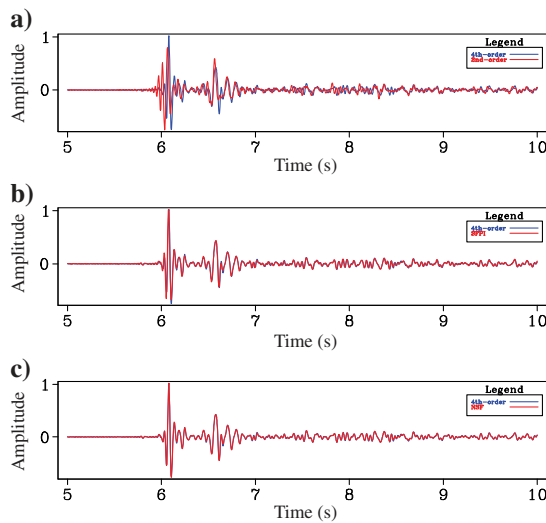 a)
Amplitude
1
0
Legend
4th-order
2nd-order
5 6 7 8 9 10
Time (s)
b)
Amplitude
1
0
Legend
4th-order
5 6 7 8 9 10
Time (s)
c)
Amplitude
1
0
Legend
4th-order
NSF
5 6 7 8 9 10
Time (s)